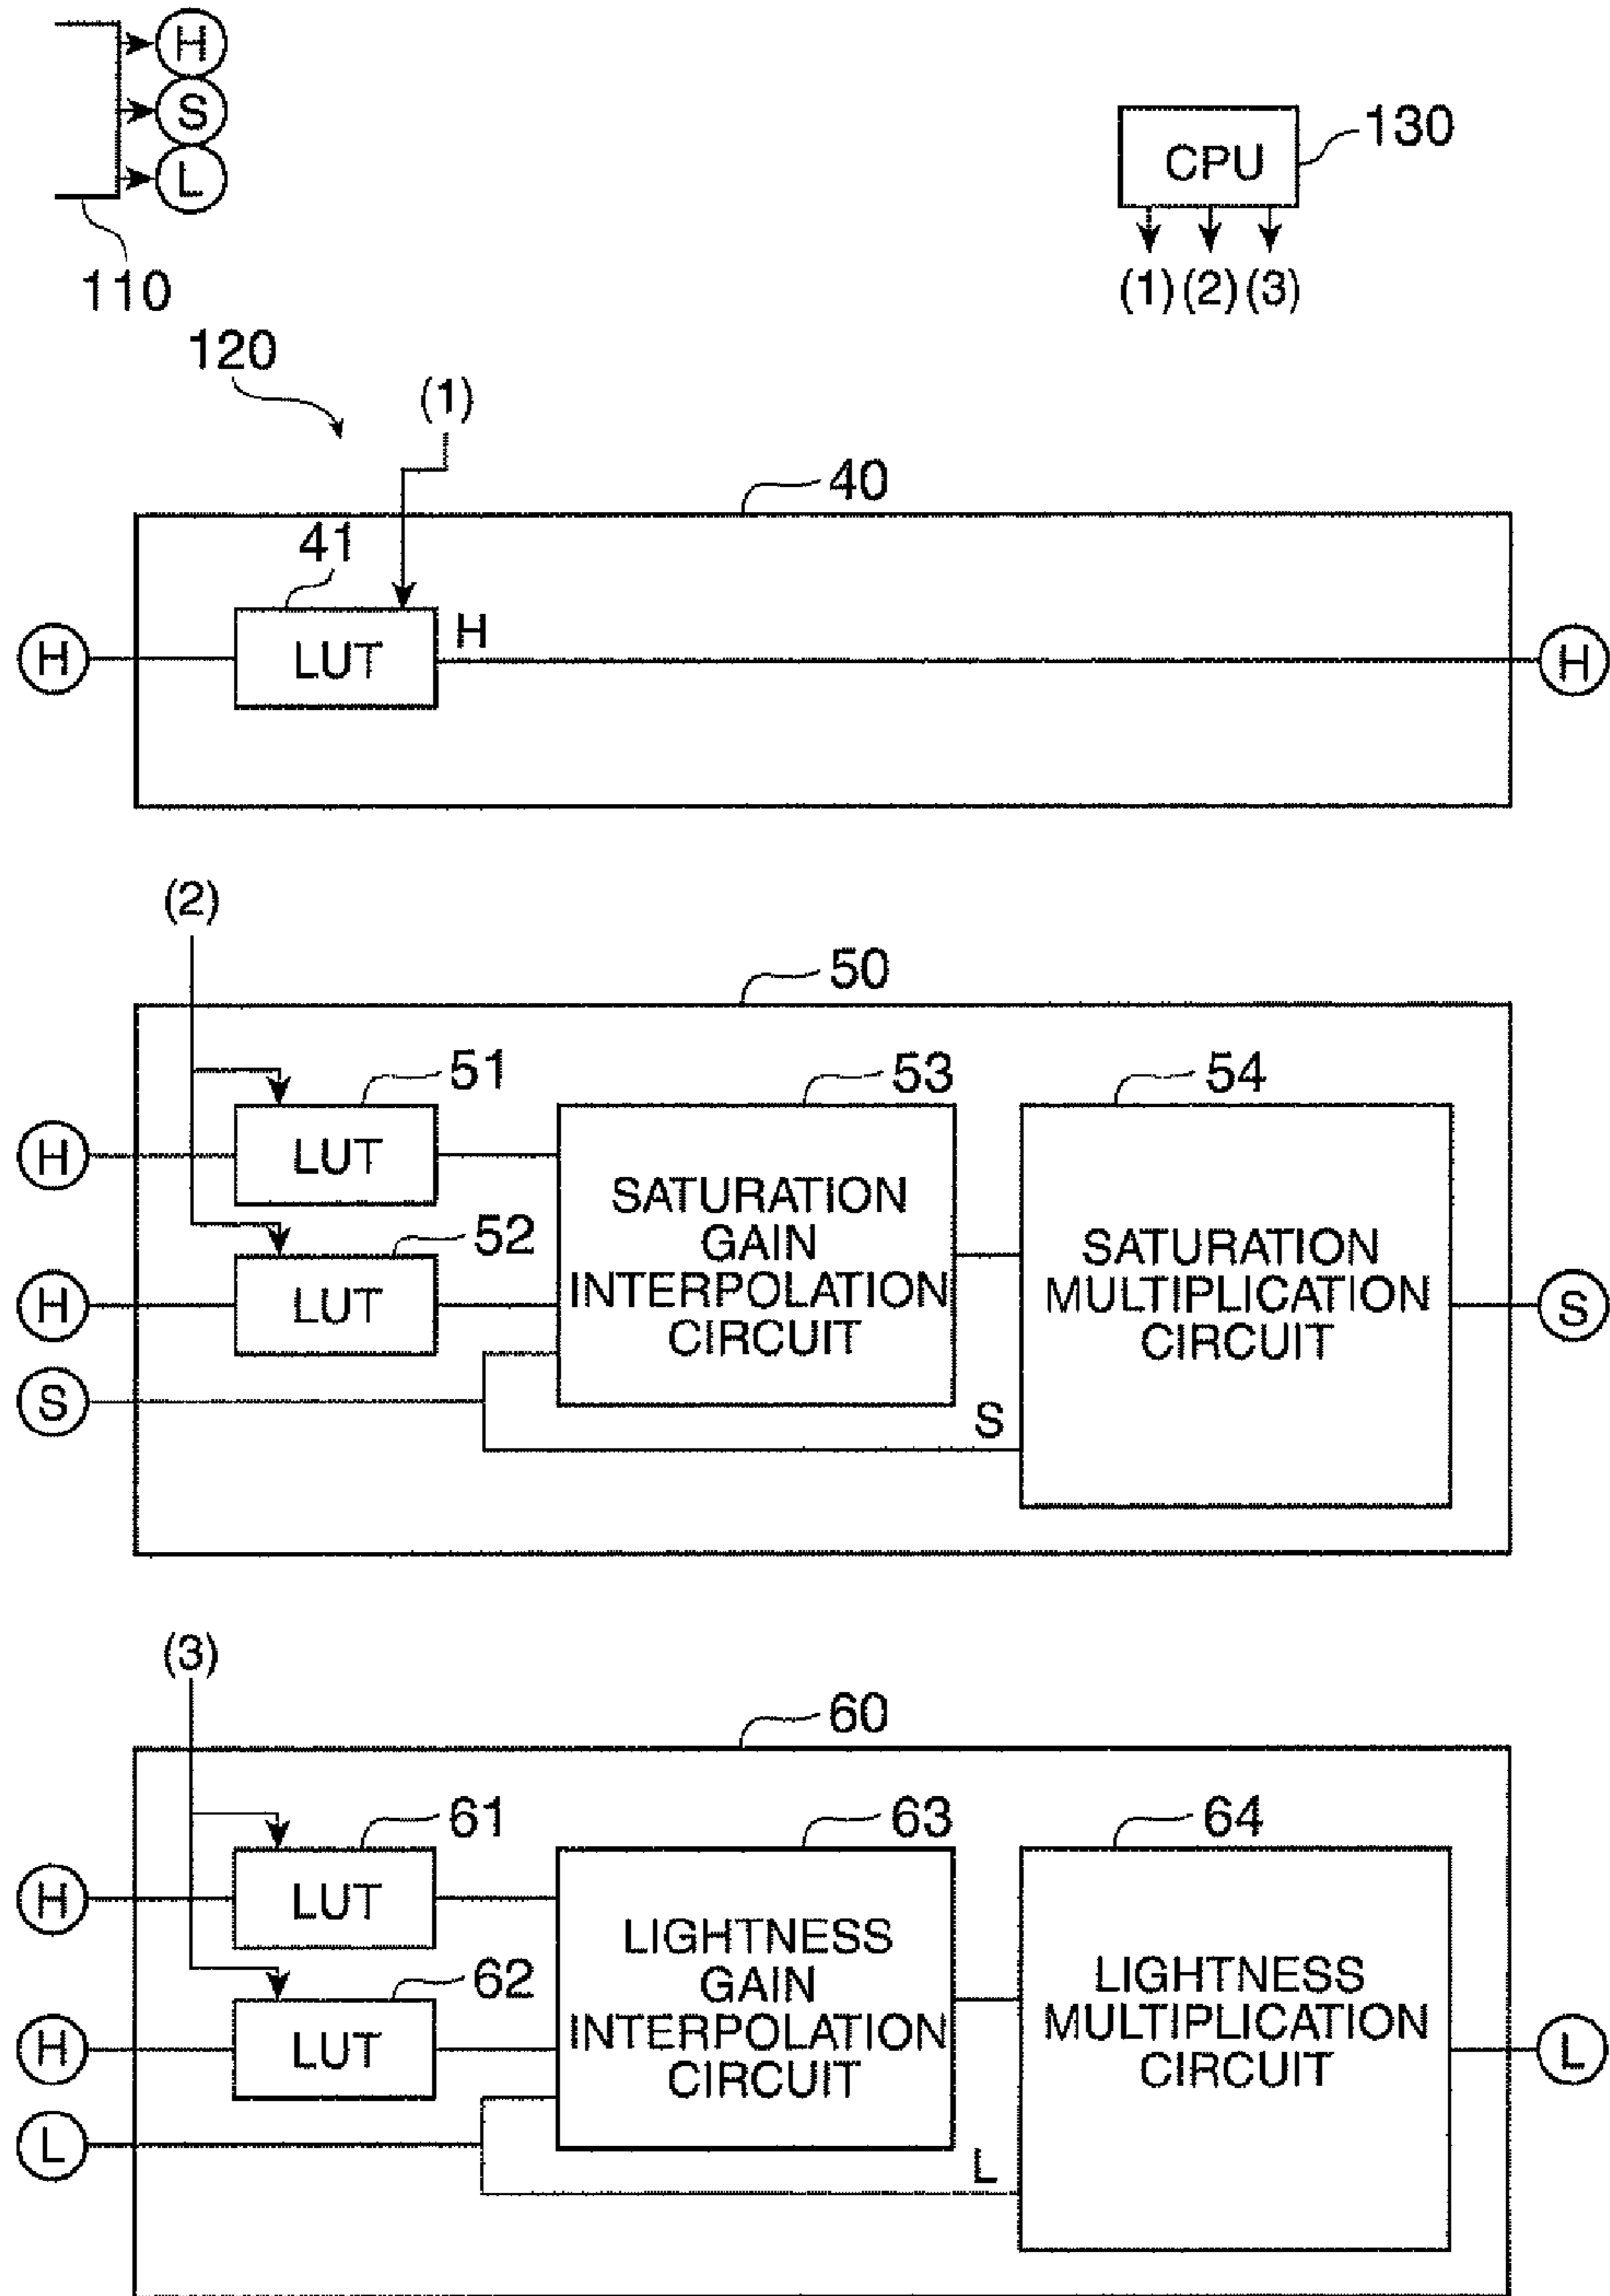 H
S
L
110
CPU
130
(1) (2) (3)
120
(1)
40
41
H
LUT
H
H
(2)
50
51
53
54
H
LUT
52
H
LUT
SATURATION
GAIN
INTERPOLATION
CIRCUIT
SATURATION
MULTIPLICATION
CIRCUIT
S
S
S
(3)
60
61
63
64
H
LUT
62
H
LUT
LIGHTNESS
GAIN
INTERPOLATION
CIRCUIT
LIGHTNESS
MULTIPLICATION
CIRCUIT
L
L
L